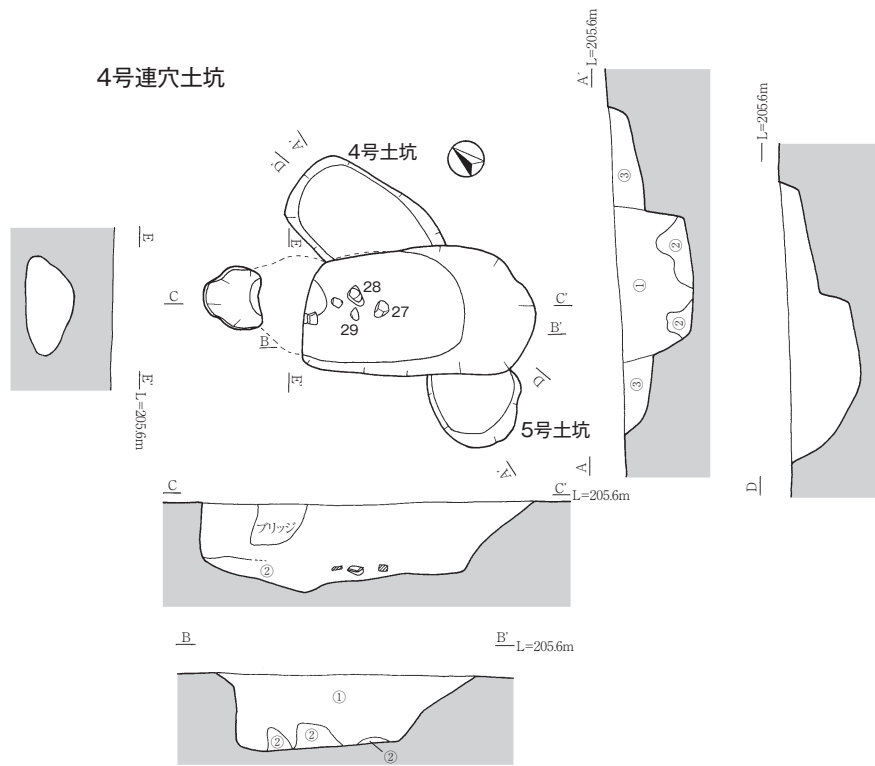 4号連穴土坑
4号土坑
5号土坑
A'
D'
E
E'
C
C'
B
B'
D
A'
28
27
29
E
E'
L=205.6m
A'
L=205.6m
③
②
①
②
③
A
L=205.6m
D
C
C' L=205.6m
ブリッジ
②
B
B' L=205.6m
①
②
②
②